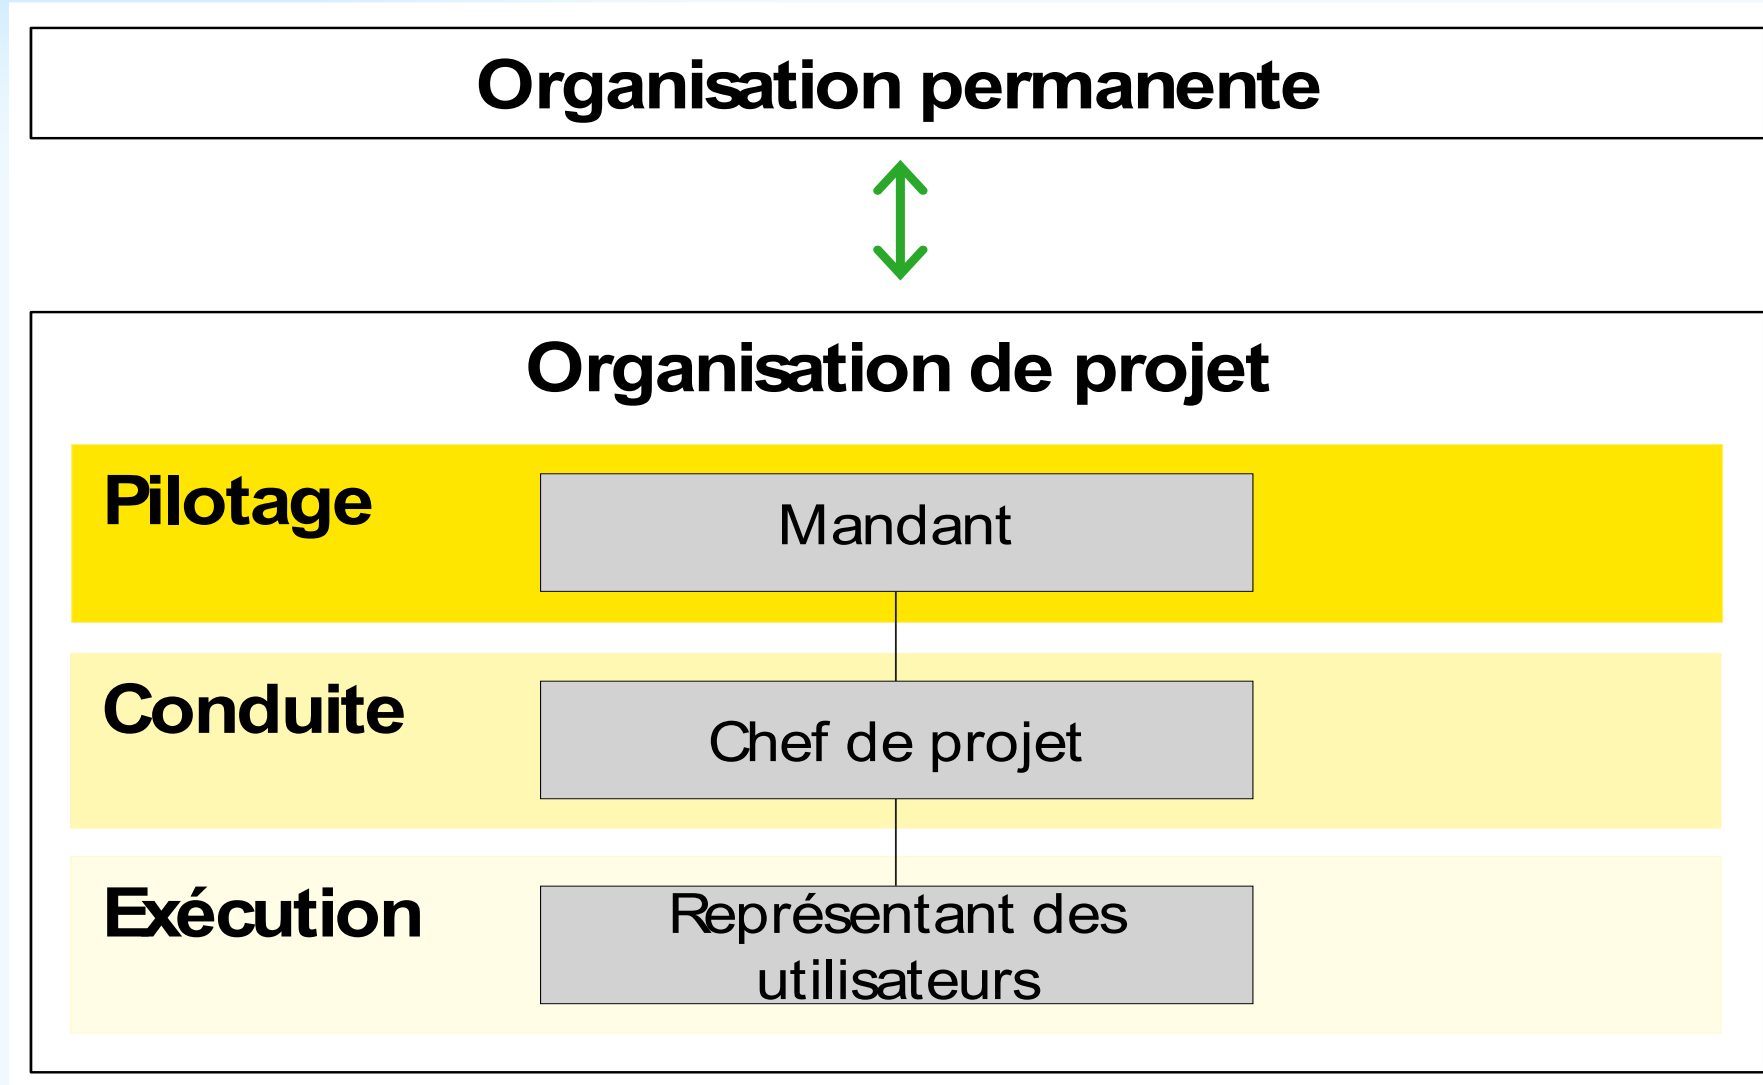 Organisation permanente
Organisation de projet
Pilotage
Mandant
Conduite
Chef de projet
Exécution
Représentant des
utilisateurs